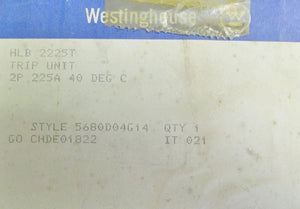 Westinghouse
HLB 2225T
TRIP UNIT
2P 225A 40 DEG C
STYLE 5680D04G14 QTY 1
GO CHDE01822 IT 021